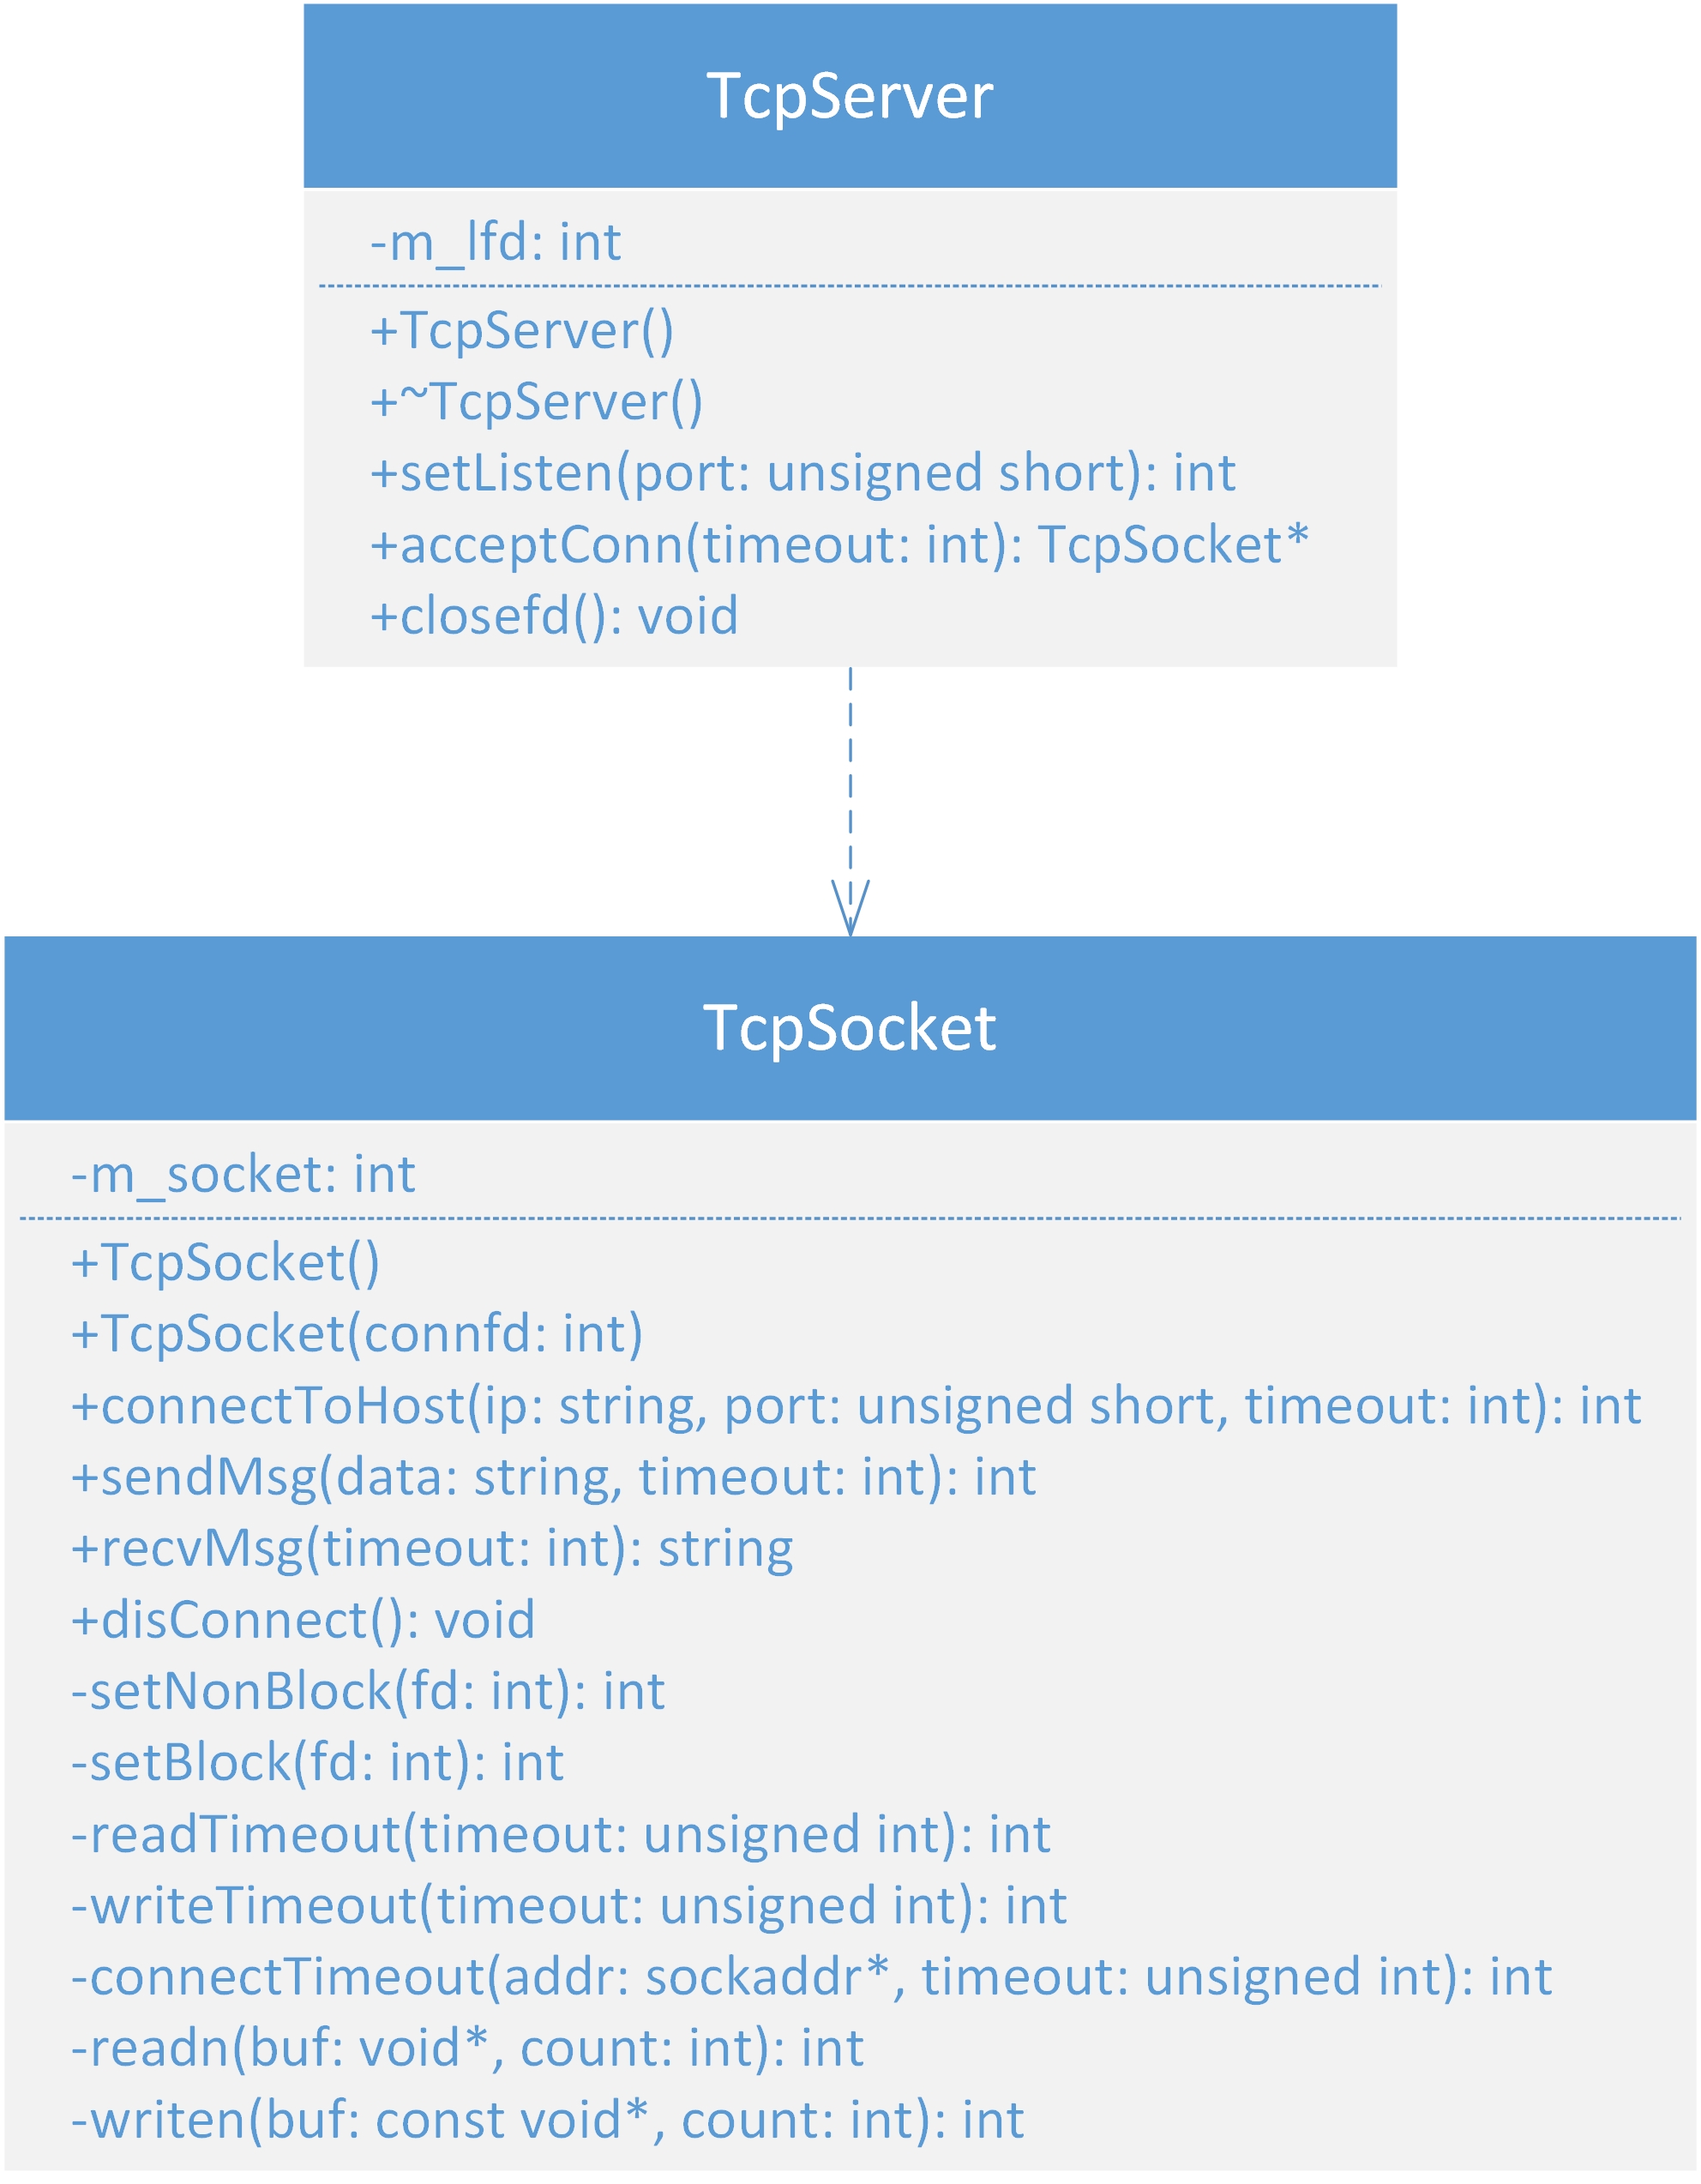 TcpServer
-m_lfd: int
+TcpServer()
+~TcpServer()
+setListen(port: unsigned short): int
+acceptConn(timeout: int): TcpSocket*
+closefd(): void
TcpSocket
-m_socket: int
+TcpSocket()
+TcpSocket(connfd: int)
+connectToHost(ip: string, port: unsigned short, timeout: int): int
+sendMsg(data: string, timeout: int): int
+recvMsg(timeout: int): string
+disConnect(): void
-setNonBlock(fd: int): int
-setBlock(fd: int): int
-readTimeout(timeout: unsigned int): int
-writeTimeout(timeout: unsigned int): int
-connectTimeout(addr: sockaddr*, timeout: unsigned int): int
-readn(buf: void*, count: int): int
-writen(buf: const void*, count: int): int